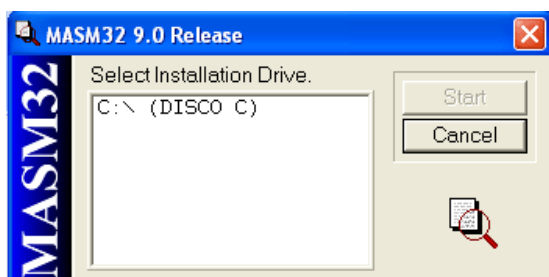 MASM32 9.0 Release
Select Installation Drive.
C:\ (DISCO C)
Start
Cancel
MASM32